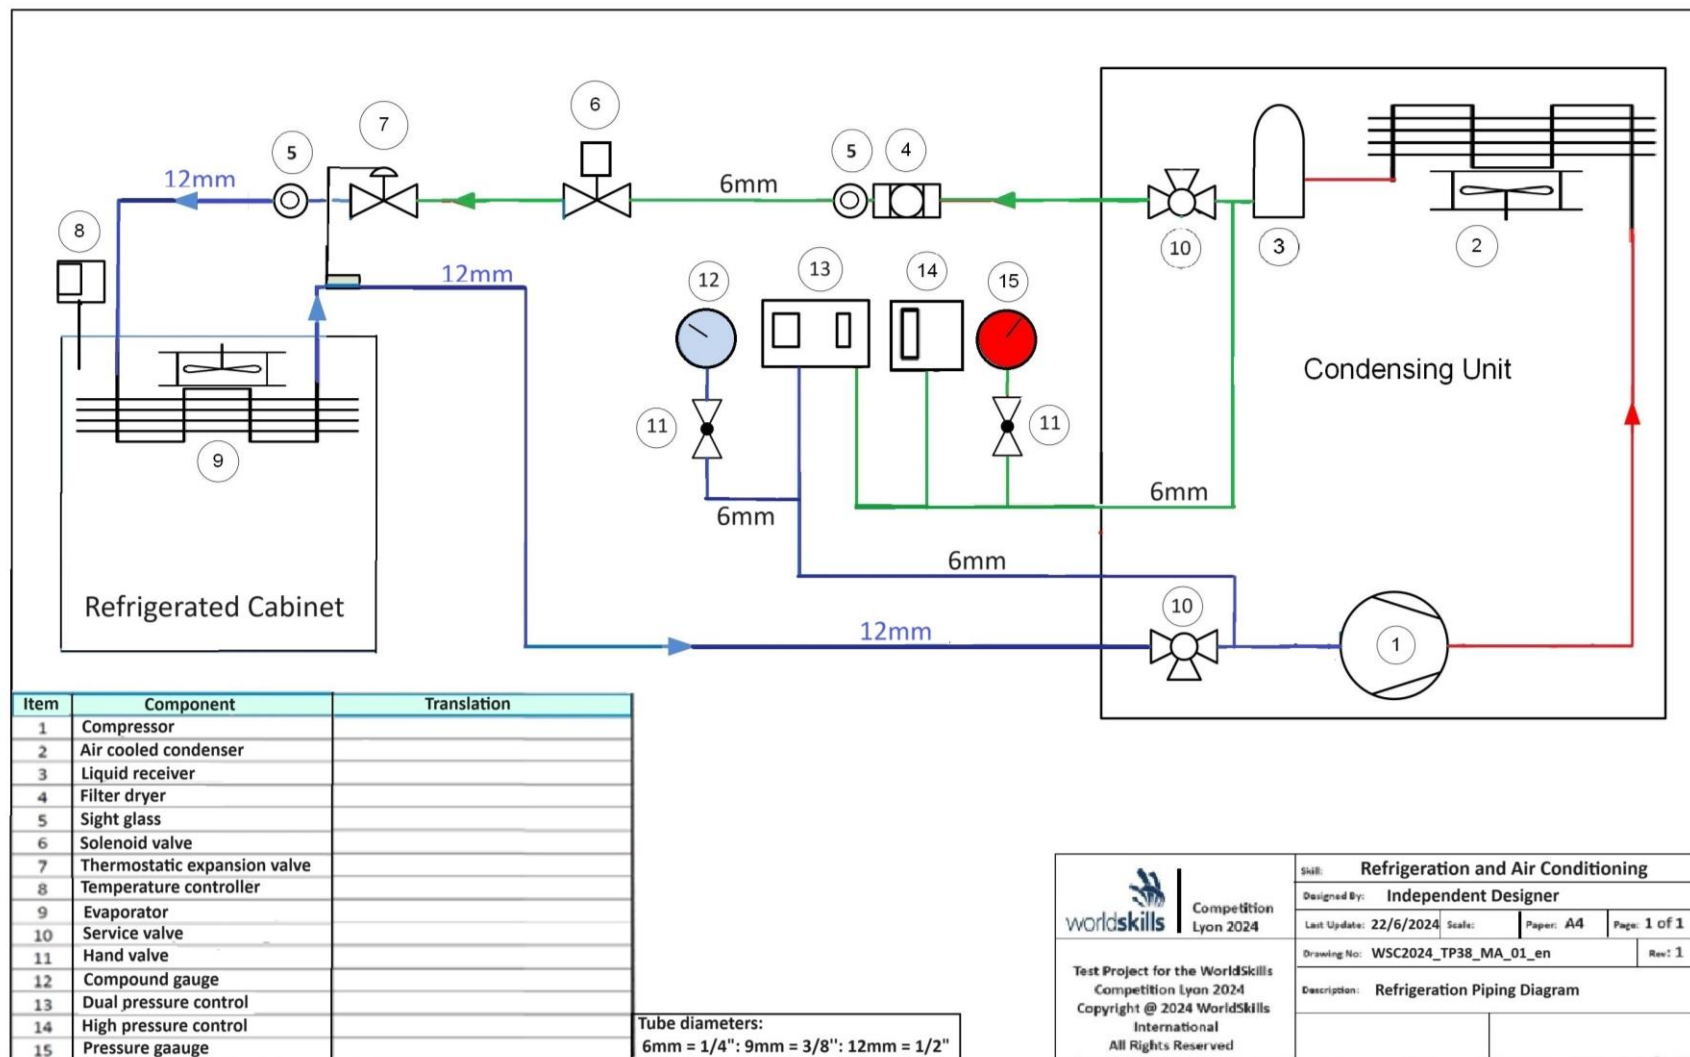 6
7
5
5
4
12mm
6mm
8
10
3
2
12mm
12
13
14
15
Condensing Unit
11
11
9
6mm
6mm
6mm
Refrigerated Cabinet
10
12mm
1
Item Component Translation
1 Compressor
2 Air cooled condenser
3 Liquid receiver
4 Filter dryer
5 Sight glass
6 Solenoid valve
7 Thermostatic expansion valve
8 Temperature controller
9 Evaporator
10 Service valve
11 Hand valve
12 Compound gauge
13 Dual pressure control
14 High pressure control
15 Pressure gaauge
Tube diameters:
6mm = 1/4": 9mm = 3/8'': 12mm = 1/2"
worldskills
Competition
Lyon 2024
Test Project for the WorldSkills
Competition Lyon 2024
Copyright @ 2024 WorldSkills
International
All Rights Reserved
Skill: Refrigeration and Air Conditioning
Designed By: Independent Designer
Last Update: 22/6/2024 Scale: Paper: A4 Page: 1 of 1
Drawing No: WSC2024_TP38_MA_01_en Rev: 1
Description: Refrigeration Piping Diagram